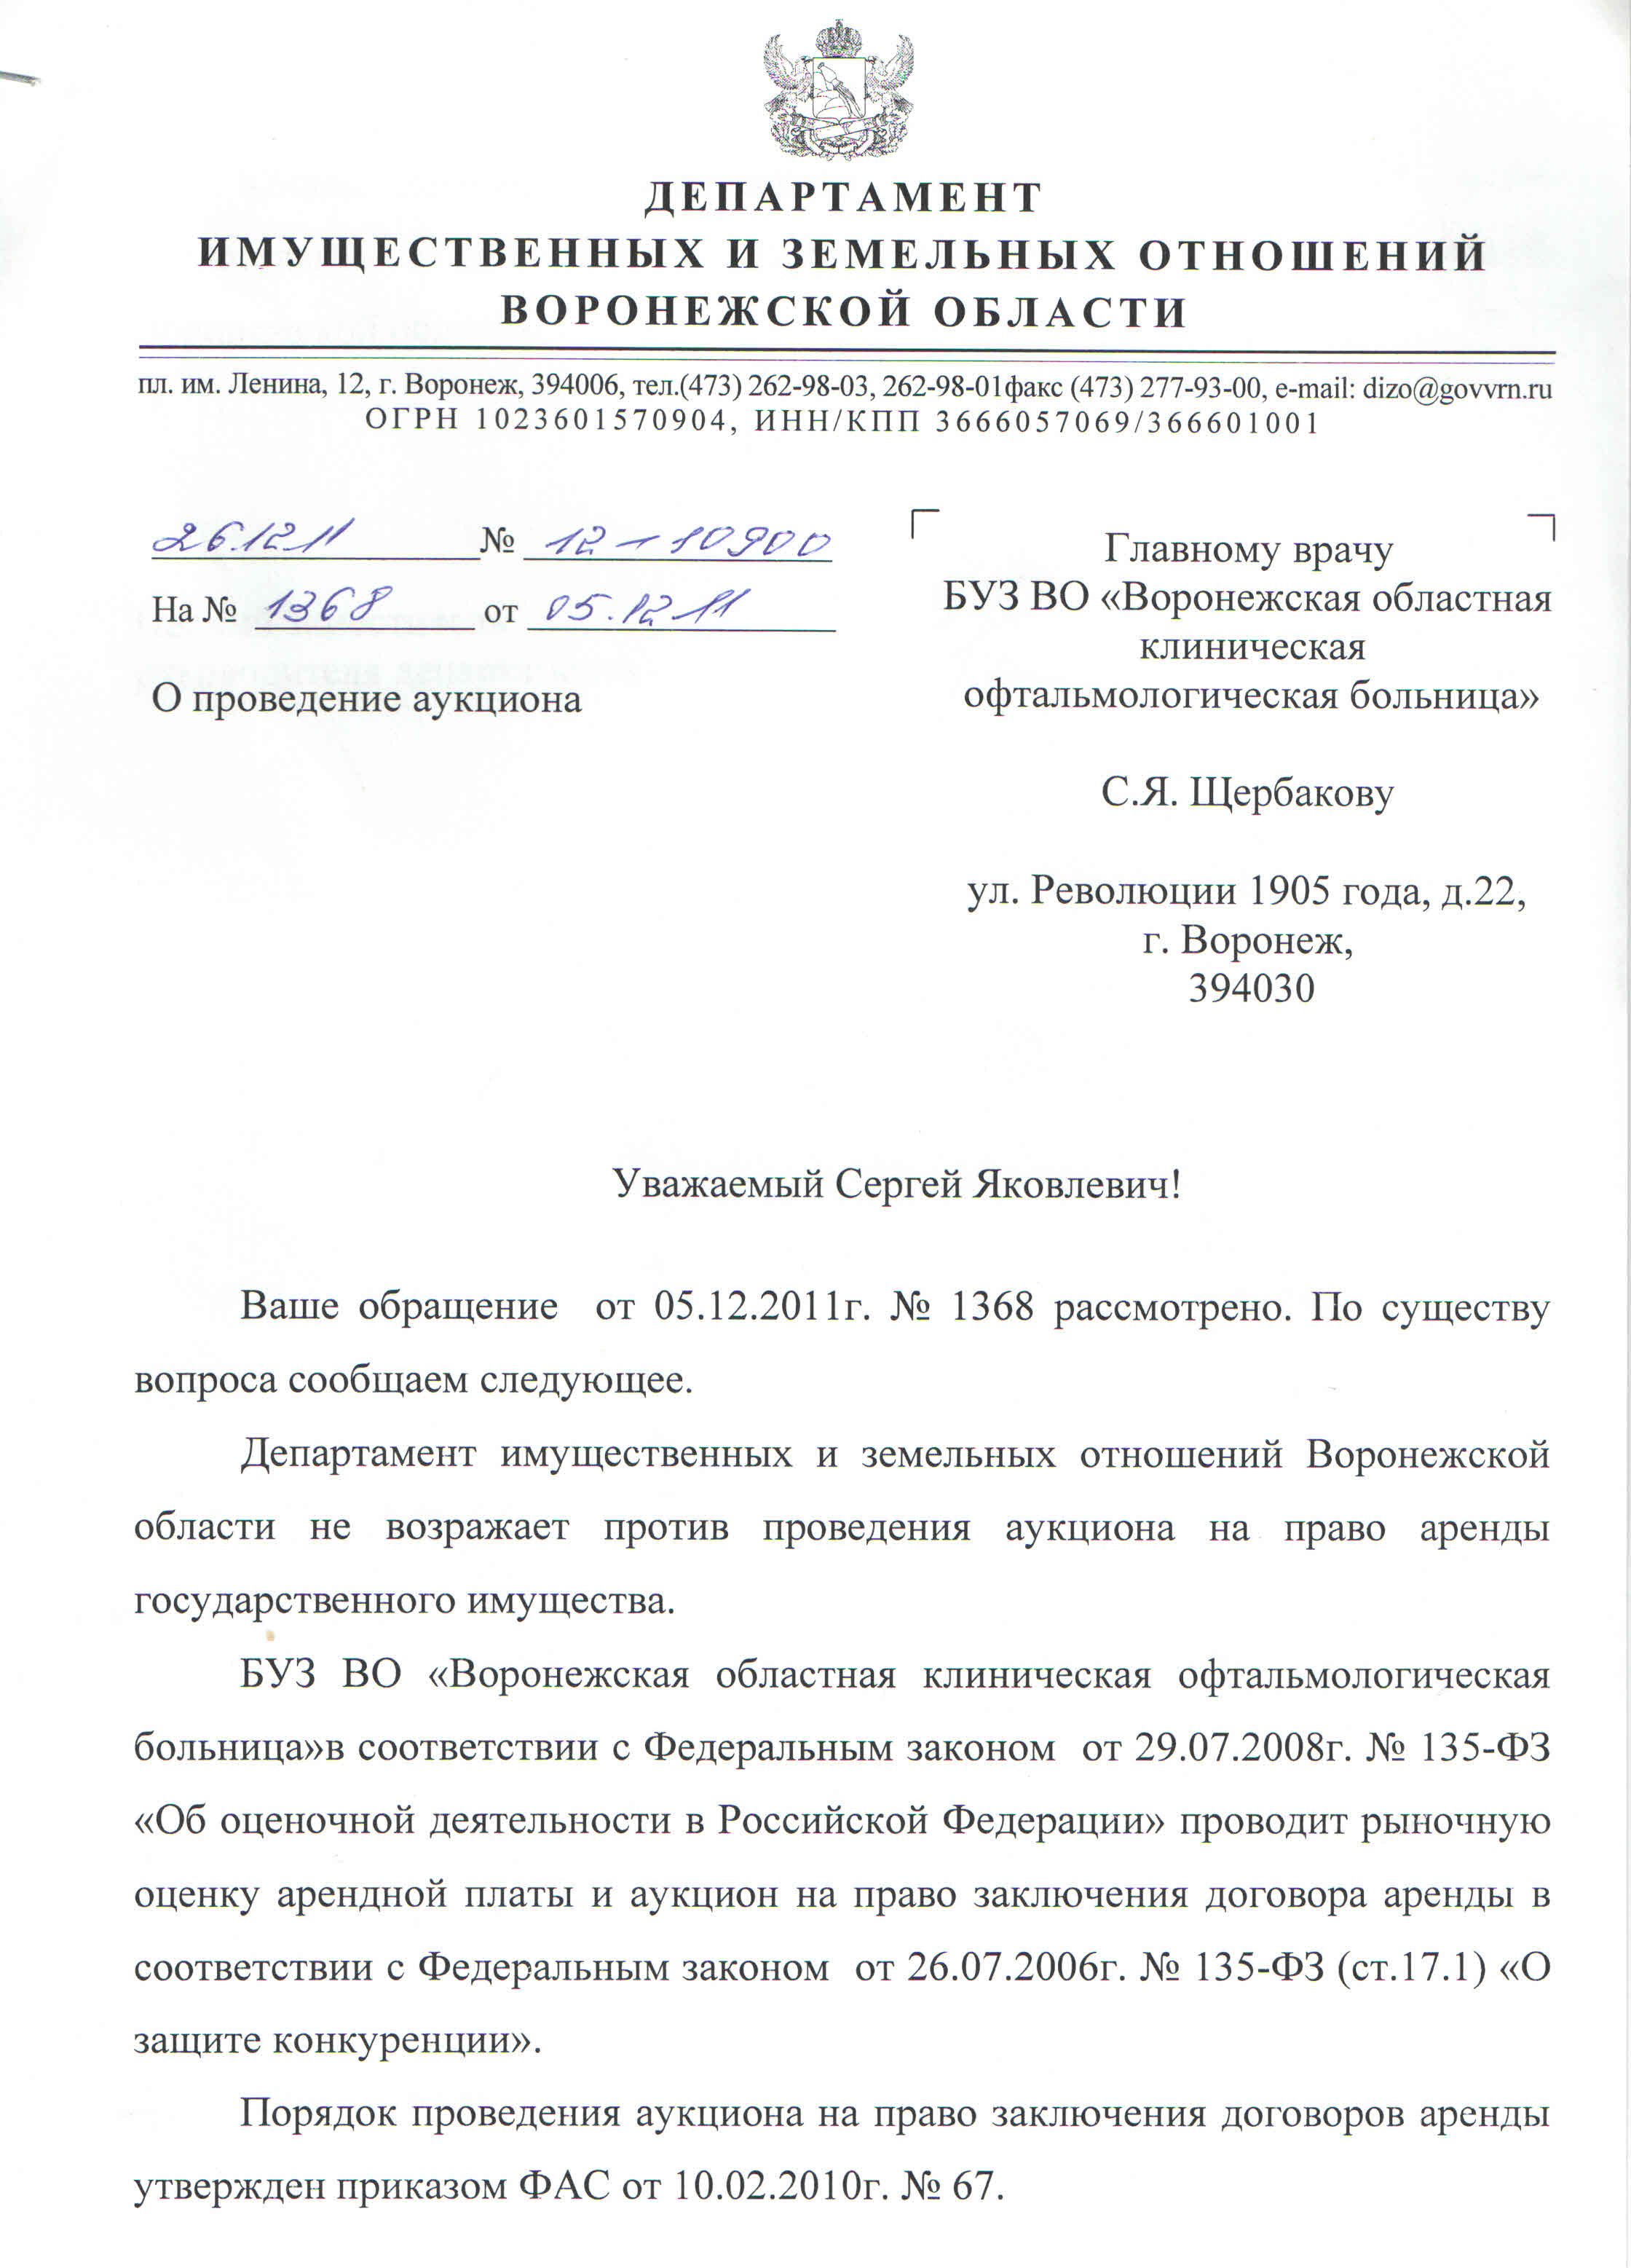 ДЕПАРТАМЕНТ
ИМУЩЕСТВЕННЫХ И ЗЕМЕЛЬНЫХ ОТНОШЕНИЙ
ВОРОНЕЖСКОЙ ОБЛАСТИ
пл. им. Ленина, 12, г. Воронеж, 394006, тел.(473) 262-98-03, 262-98-01факс (473) 277-93-00, e-mail: dizo@govvrn.ru
ОГРН 1023601570904, ИНН/КПП 3666057069/366601001
26.12.11 № 12-10900
На № 1368 от 05.12.11
О проведение аукциона
Главному врачу
БУЗ ВО «Воронежская областная
клиническая
офтальмологическая больница»
С.Я. Щербакову
ул. Революции 1905 года, д.22,
г. Воронеж,
394030
Уважаемый Сергей Яковлевич!
Ваше обращение от 05.12.2011г. № 1368 рассмотрено. По существу
вопроса сообщаем следующее.
Департамент имущественных и земельных отношений Воронежской
области не возражает против проведения аукциона на право аренды
государственного имущества.
БУЗ ВО «Воронежская областная клиническая офтальмологическая
больница»в соответствии с Федеральным законом от 29.07.2008г. № 135-ФЗ
«Об оценочной деятельности в Российской Федерации» проводит рыночную
оценку арендной платы и аукцион на право заключения договора аренды в
соответствии с Федеральным законом от 26.07.2006г. № 135-ФЗ (ст.17.1) «О
защите конкуренции».
Порядок проведения аукциона на право заключения договоров аренды
утвержден приказом ФАС от 10.02.2010г. № 67.